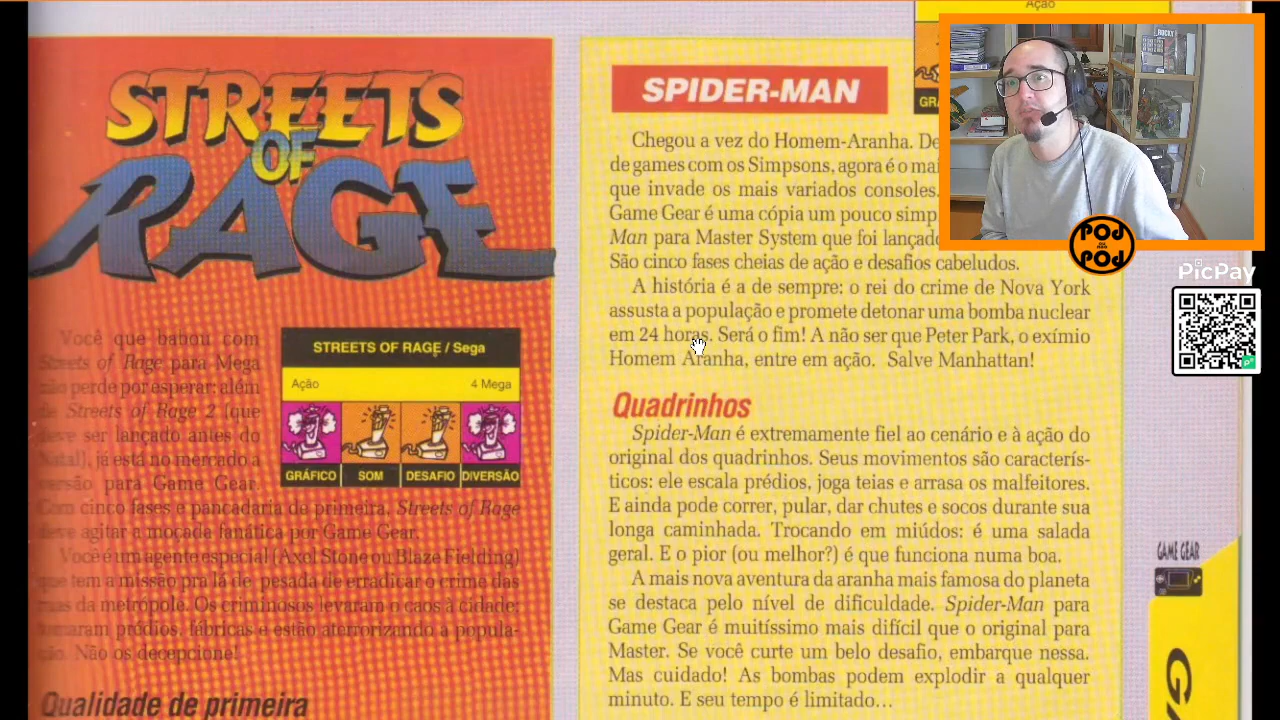 STREETS
OF
RAGE
Você que babou com
Streets of Rage para Mega
não perde por esperar: além
de Streets of Rage 2 (que
deve ser lançado antes do
Natal), já está no mercado a
versão para Game Gear.
Com cinco fases e pancadaria de primeira, Streets of Rage
deve agitar a moçada fanática por Game Gear.
Você é um agente especial (Axel Stone ou Blaze Fielding)
que tem a missão pra lá de pesada de erradicar o crime das
ruas da metrópole. Os criminosos levaram o caos à cidade:
tomaram prédios, fábricas e estão aterrorizando a popula-
ção. Não os decepcione!
Qualidade de primeira
STREETS OF RAGE / Sega
Ação 4 Mega
GRÁFICO SOM DESAFIO DIVERSÃO
SPIDER-MAN
Chegou a vez do Homem-Aranha.
de games com os Simpsons, agora é o
que invade os mais variados consoles.
Game Gear é uma cópia um pouco
Man para Master System que foi
São cinco fases cheias de ação e desafios cabeludos.
A história é a de sempre: o rei do crime de Nova York
assusta a população e promete detonar uma bomba nuclear
em 24 horas. Será o fim! A não ser que Peter Park, o exímio
Homem Aranha, entre em ação. Salve Manhattan!
Quadrinhos
Spider-Man é extremamente fiel ao cenário e à ação do
original dos quadrinhos. Seus movimentos são caracterís-
ticos: ele escala prédios, joga teias e arrasa os malfeitores.
E ainda pode correr, pular, dar chutes e socos durante sua
longa caminhada. Trocando em miúdos: é uma salada
geral. E o pior (ou melhor?) é que funciona numa boa.
A mais nova aventura da aranha mais famosa do planeta
se destaca pelo nível de dificuldade. Spider-Man para
Game Gear é muitíssimo mais difícil que o original para
Master. Se você curte um belo desafio, embarque nessa.
Mas cuidado! As bombas podem explodir a qualquer
minuto. E seu tempo é limitado...
Ação
POD
ou não
POD
PicPay
GAME GEAR